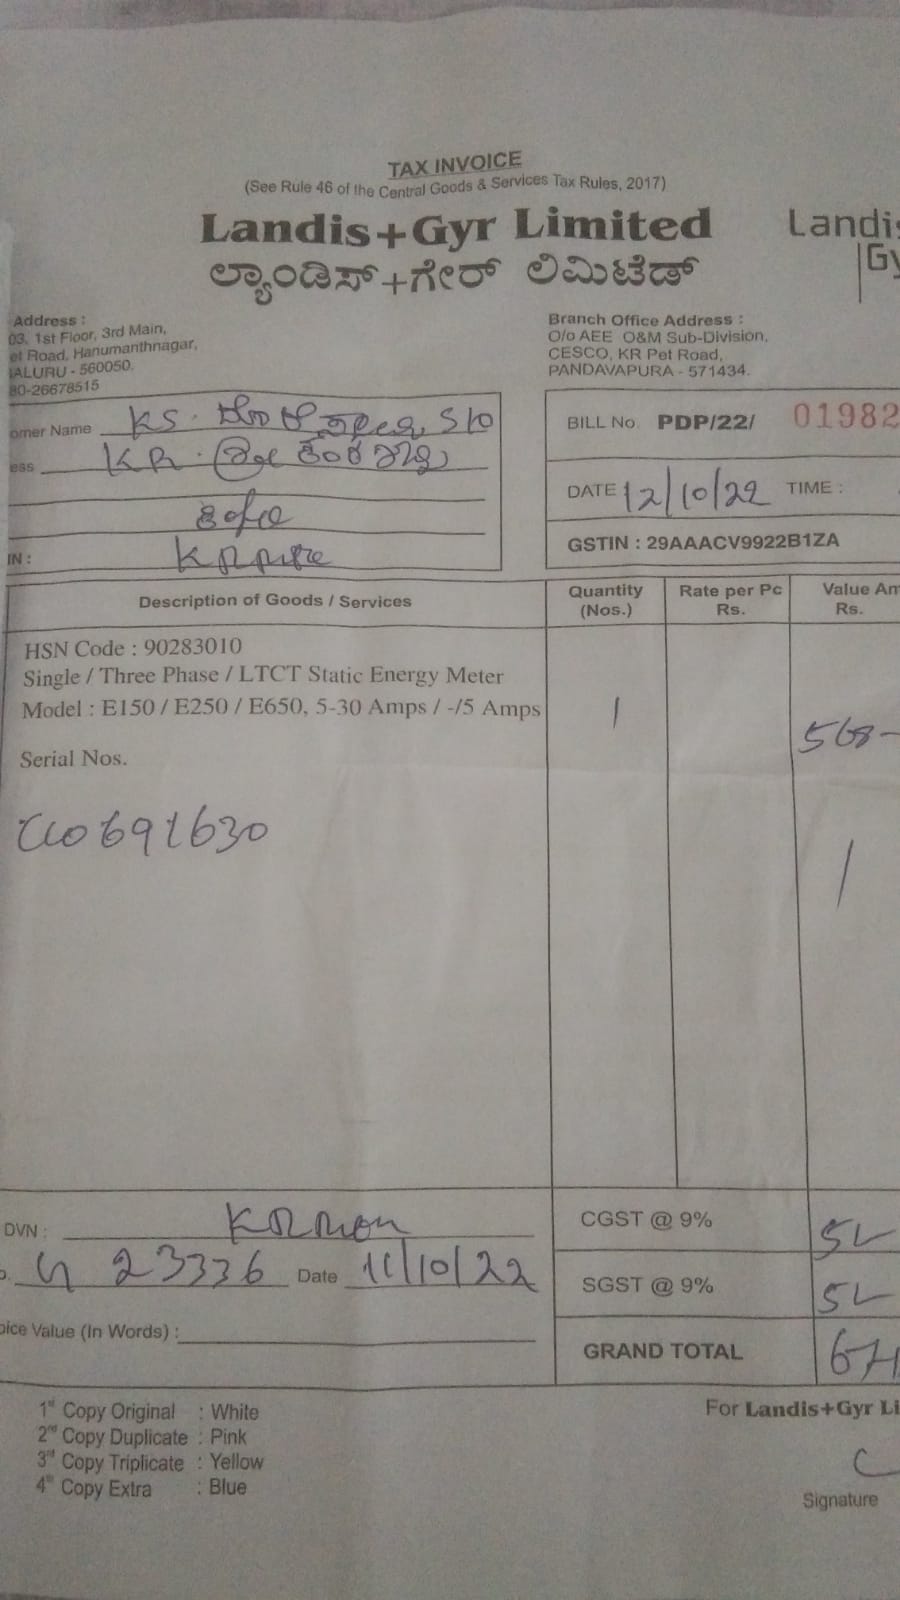 TAX INVOICE
(See Rule 46 of the Central Goods & Services Tax Rules, 2017)
Landis+Gyr Limited
ಲ್ಯಾಂಡಿಸ್+ಗೇರ್ ಲಿಮಿಟೆಡ್
Landis
Gy
Address :
03, 1st Floor, 3rd Main,
et Road, Hanumanthnagar,
ALURU - 560050.
80-26678515
Branch Office Address :
O/o AEE O&M Sub-Division,
CESCO, KR Pet Road,
PANDAVAPURA - 571434.
omer Name KS. S/o
ess KR.
IN :
BILL No. PDP/22/ 01982
DATE 12/10/22 TIME :
GSTIN : 29AAACV9922B1ZA
Description of Goods / Services
Quantity (Nos.)
Rate per Pc Rs.
Value Am Rs.
HSN Code : 90283010
Single / Three Phase / LTCT Static Energy Meter
Model : E150 / E250 / E650, 5-30 Amps / -/5 Amps
1
568-
Serial Nos.
DVN :
23336 Date 11/10/22
oice Value (In Words) :
CGST @ 9%
SGST @ 9%
GRAND TOTAL
1st Copy Original : White
2nd Copy Duplicate : Pink
3rd Copy Triplicate : Yellow
4th Copy Extra : Blue
For Landis+Gyr Li
Signature